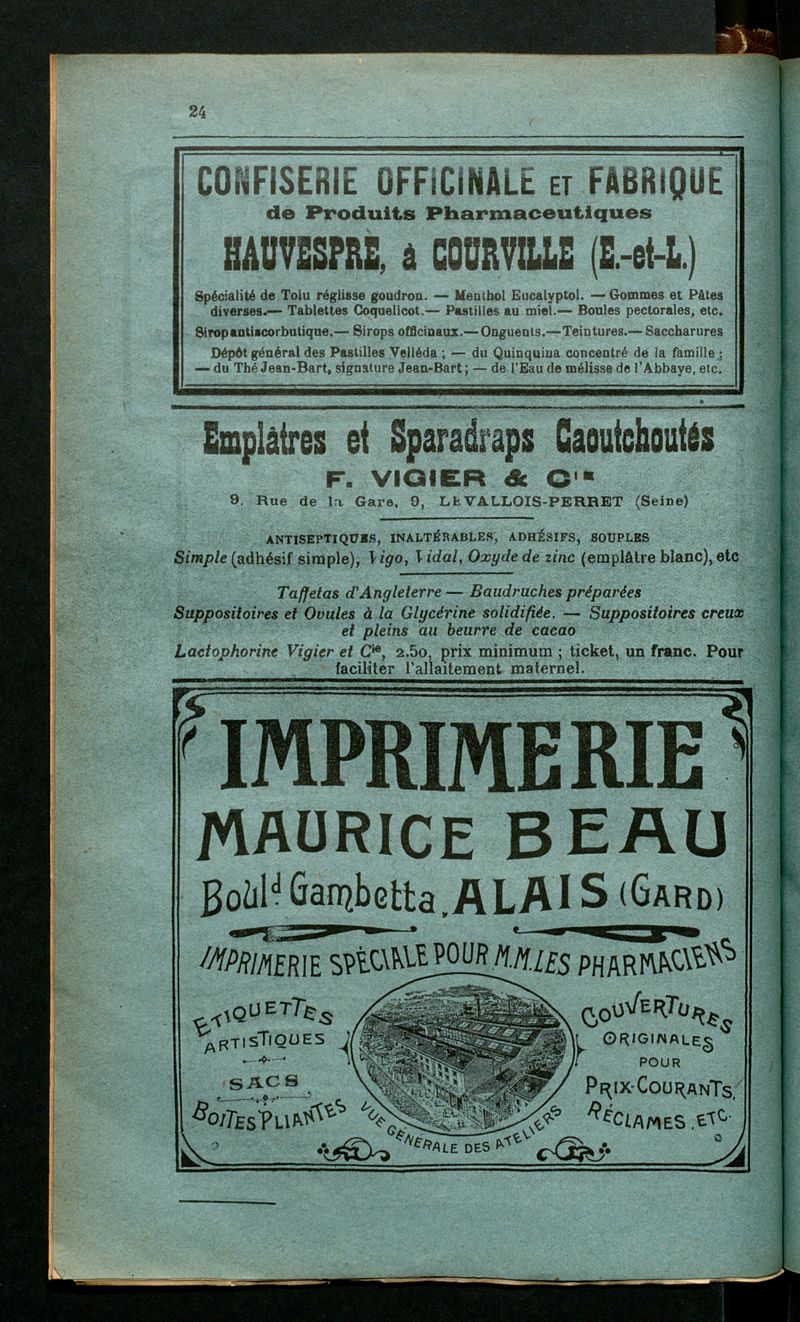 24
CONFISERIE OFFICINALE ET FABRIQUE
de Produits Pharmaceutiques
HAUVESPRE, à COURVILLE (E.-et-L.)
Spécialité de Tolu réglisse goudron. — Menthol Eucalyptol. — Gommes et Pâtes
diverses.— Tablettes Coquelicot.— Pastilles au miel.— Boules pectorales, etc.
Sirop antiscorbutique.— Sirops officinaux.— Onguents.— Teintures.— Saccharures
Dépôt général des Pastilles Velléda ; — du Quinquina concentré de la famille ;
— du Thé Jean-Bart, signature Jean-Bart ; — de l'Eau de mélisse de l'Abbaye, etc.
Emplâtres et Sparadraps Caoutchoutés
F. VIGIER & Cie
9, Rue de la Gare, 9, LEVALLOIS-PERRET (Seine)
ANTISEPTIQUES, INALTÉRABLES, ADHÉSIFS, SOUPLES
Simple (adhésif simple), Vigo, Vidal, Oxyde de zinc (emplâtre blanc), etc
Taffetas d'Angleterre — Baudruches préparées
Suppositoires et Ovules à la Glycérine solidifiée. — Suppositoires creux
et pleins au beurre de cacao
Lactophorine Vigier et Cie, 2.50, prix minimum ; ticket, un franc. Pour
faciliter l'allaitement maternel.
IMPRIMERIE
MAURICE BEAU
Boûld Gambetta, ALAIS (GARD)
IMPRIMERIE SPÉCIALE POUR M.M. LES PHARMACIENS
ETIQUETTES
ARTISTIQUES
SACS
BOITES PLIANTES
VUE GÉNÉRALE DES ATELIERS
COUVERTURES
ORIGINALES
POUR
PRIX-COURANTS,
RÉCLAMES. ETC.